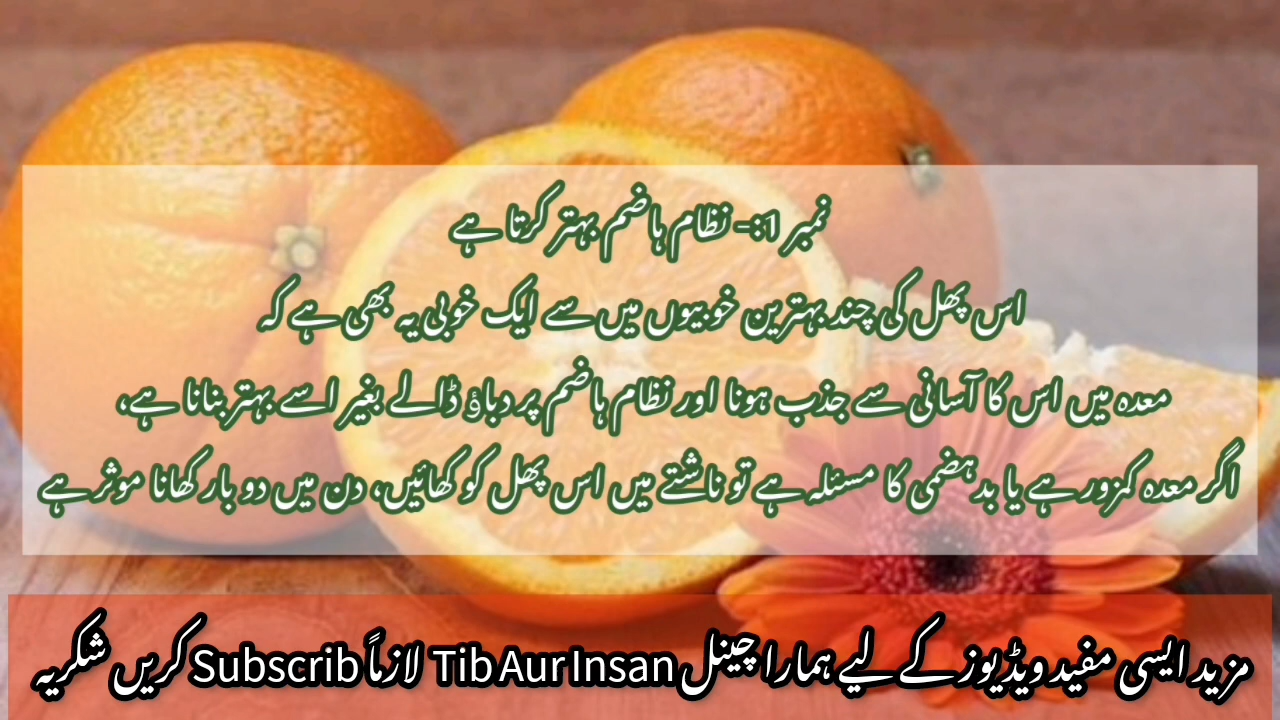 نمبر 1:- نظام ہاضم بہتر کرتا ہے
اس پھل کی چند بہترین خوبیوں میں سے ایک خوبی یہ بھی ہے کہ
معدہ میں اس کا آسانی سے جذب ہونا اور نظام ہاضم پر دباؤ ڈالے بغیر اسے بہتر بنانا ہے،
اگر معدہ کمزور ہے یا بدہضمی کا مسئلہ ہے تو ناشتے میں اس پھل کو کھائیں، دن میں دو بار کھانا موثر ہے
مزید ایسی مفید ویڈیوز کے لیے ہمارا چینل Tib Aur Insan لازماً Subscrib کریں شکریہ